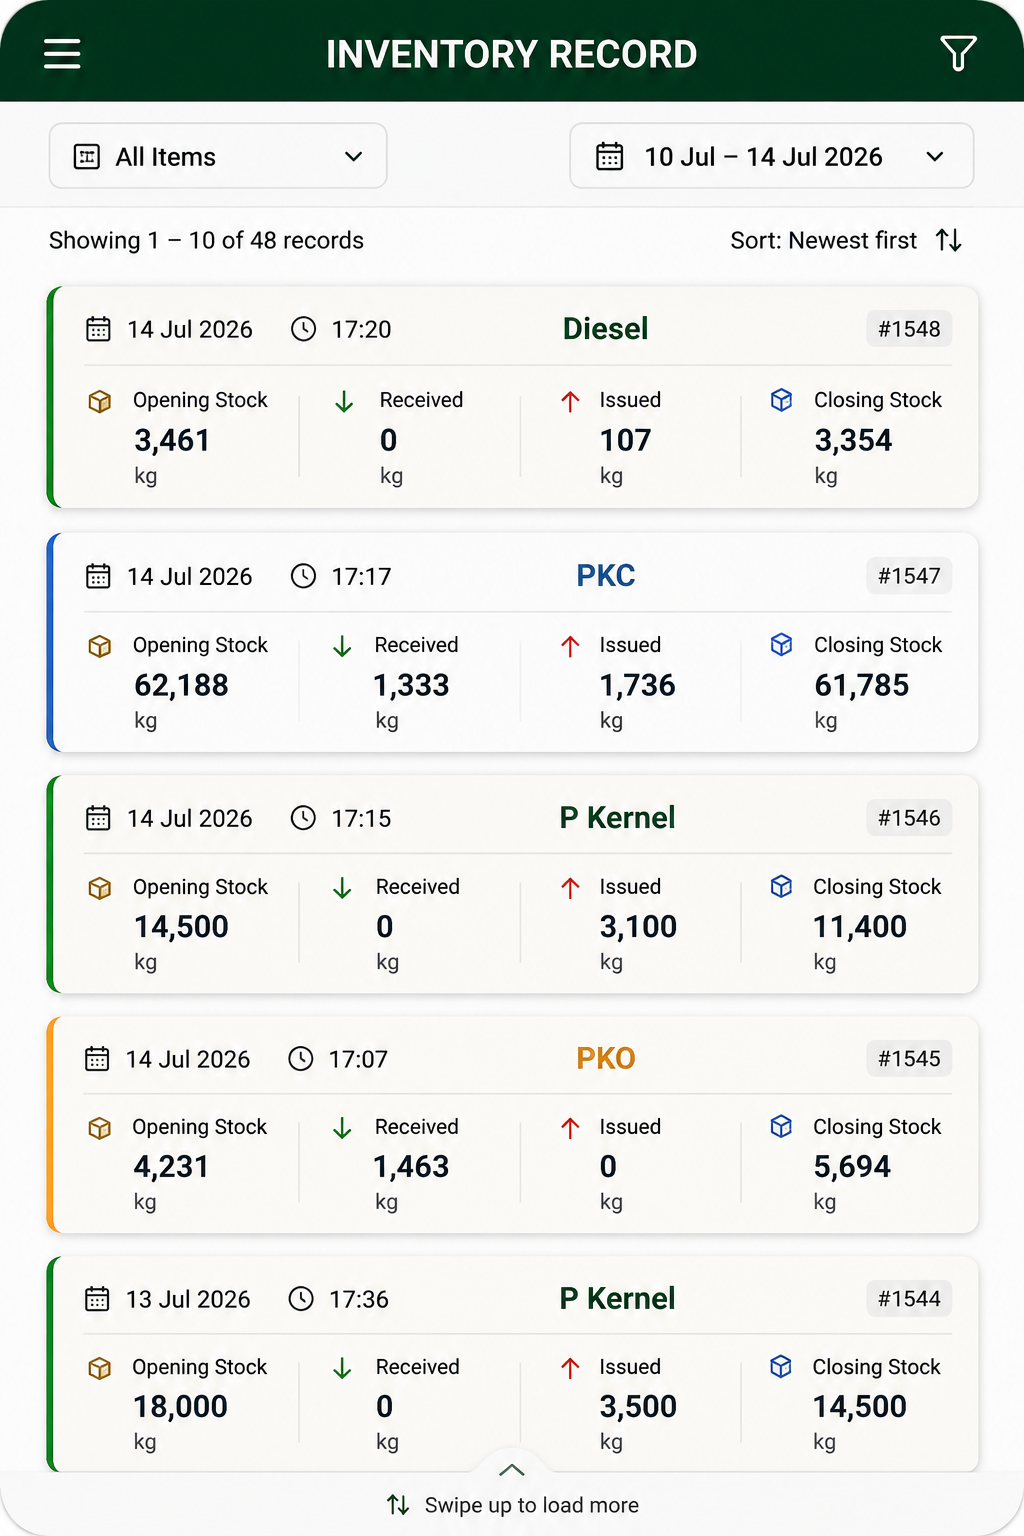 INVENTORY RECORD
All Items
10 Jul – 14 Jul 2026
Showing 1 – 10 of 48 records
Sort: Newest first
14 Jul 2026 17:20 Diesel #1548
Opening Stock Received Issued Closing Stock
3,461 0 107 3,354
kg kg kg kg
14 Jul 2026 17:17 PKC #1547
Opening Stock Received Issued Closing Stock
62,188 1,333 1,736 61,785
kg kg kg kg
14 Jul 2026 17:15 P Kernel #1546
Opening Stock Received Issued Closing Stock
14,500 0 3,100 11,400
kg kg kg kg
14 Jul 2026 17:07 PKO #1545
Opening Stock Received Issued Closing Stock
4,231 1,463 0 5,694
kg kg kg kg
13 Jul 2026 17:36 P Kernel #1544
Opening Stock Received Issued Closing Stock
18,000 0 3,500 14,500
kg kg kg kg
Swipe up to load more